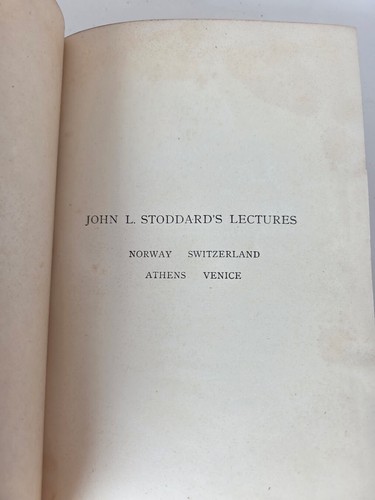 JOHN L. STODDARD'S LECTURES
NORWAY SWITZERLAND
ATHENS VENICE